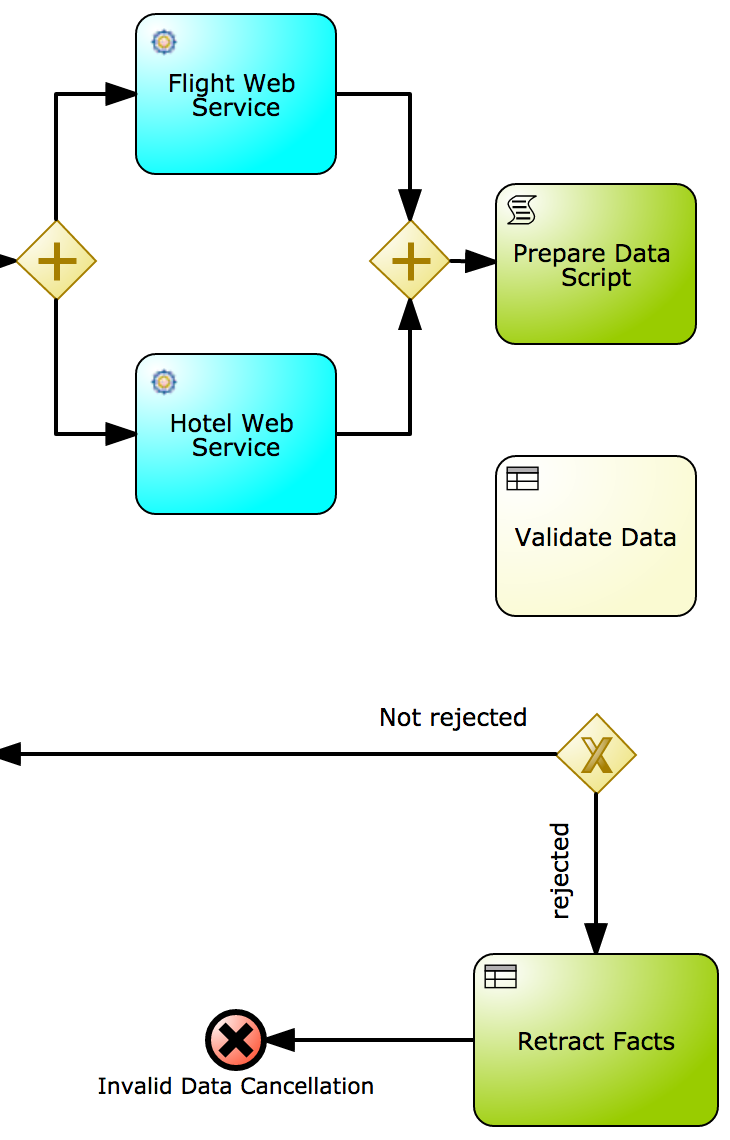 Flight Web
Service
Prepare Data
Script
Hotel Web
Service
Validate Data
Not rejected
rejected
Retract Facts
Invalid Data Cancellation